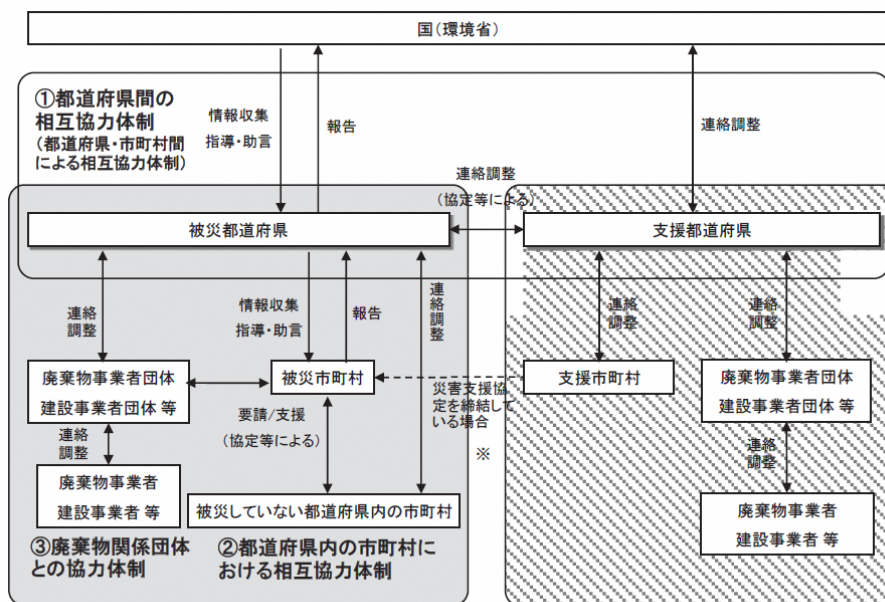 国(環境省)
①都道府県間の
相互協力体制
(都道府県・市町村間
による相互協力体制)
情報収集
指導・助言
報告
連絡調整
連絡調整
(協定等による)
被災都道府県
支援都道府県
連絡
調整
情報収集
指導・助言
報告
連絡調整
連絡
調整
連絡
調整
廃棄物事業者団体
建設事業者団体 等
被災市町村
災害支援協
定を締結して
いる場合
支援市町村
廃棄物事業者団体
建設事業者団体 等
要請/支援
(協定等による)
※
連絡
調整
連絡
調整
廃棄物事業者
建設事業者 等
被災していない都道府県内の市町村
廃棄物事業者
建設事業者 等
③廃棄物関係団体
との協力体制
②都道府県内の市町村に
おける相互協力体制